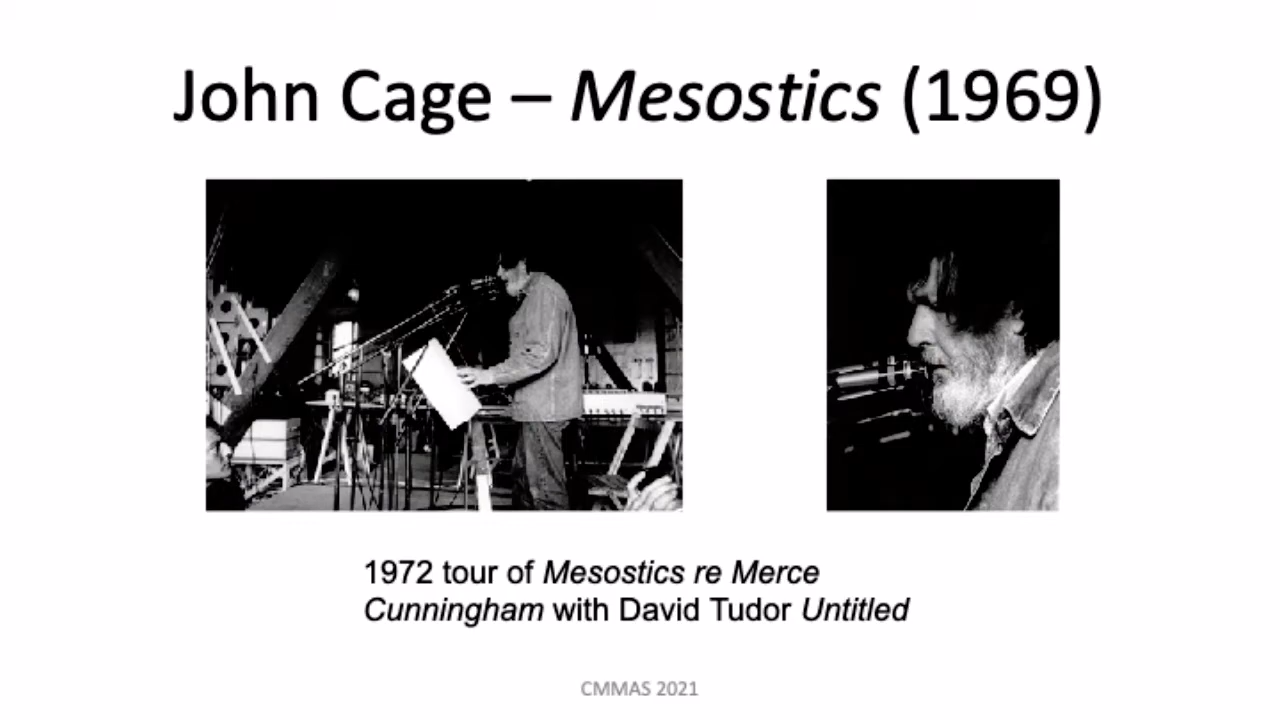 John Cage – Mesostics (1969)
1972 tour of Mesostics re Merce
Cunningham with David Tudor Untitled
CMMAS 2021